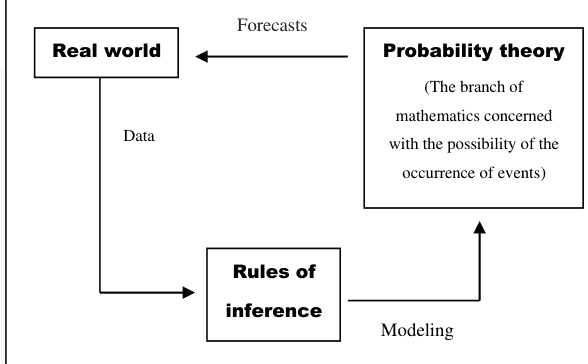 Forecasts
Real world
Probability theory
(The branch of
mathematics concerned
with the possibility of the
occurrence of events)
Data
Rules of
inference
Modeling